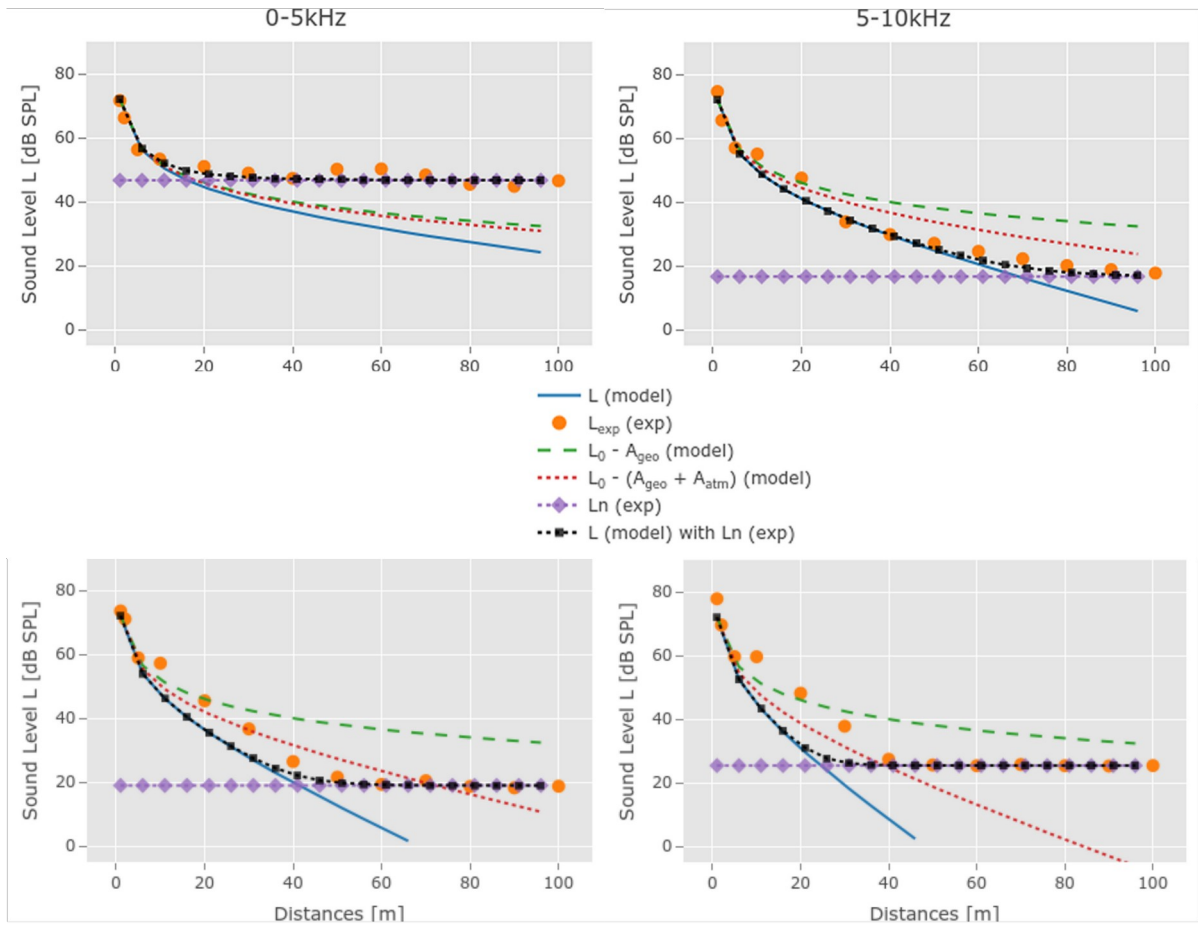 0-5kHz
5-10kHz
Sound Level L [dB SPL]
80
60
40
20
0
0 20 40 60 80 100
Sound Level L [dB SPL]
80
60
40
20
0
0 20 40 60 80 100
L (model)
Lexp (exp)
L0 - Ageo (model)
L0 - (Ageo + Aatm) (model)
Ln (exp)
L (model) with Ln (exp)
Sound Level L [dB SPL]
80
60
40
20
0
0 20 40 60 80 100
Distances [m]
Sound Level L [dB SPL]
80
60
40
20
0
0 20 40 60 80 100
Distances [m]